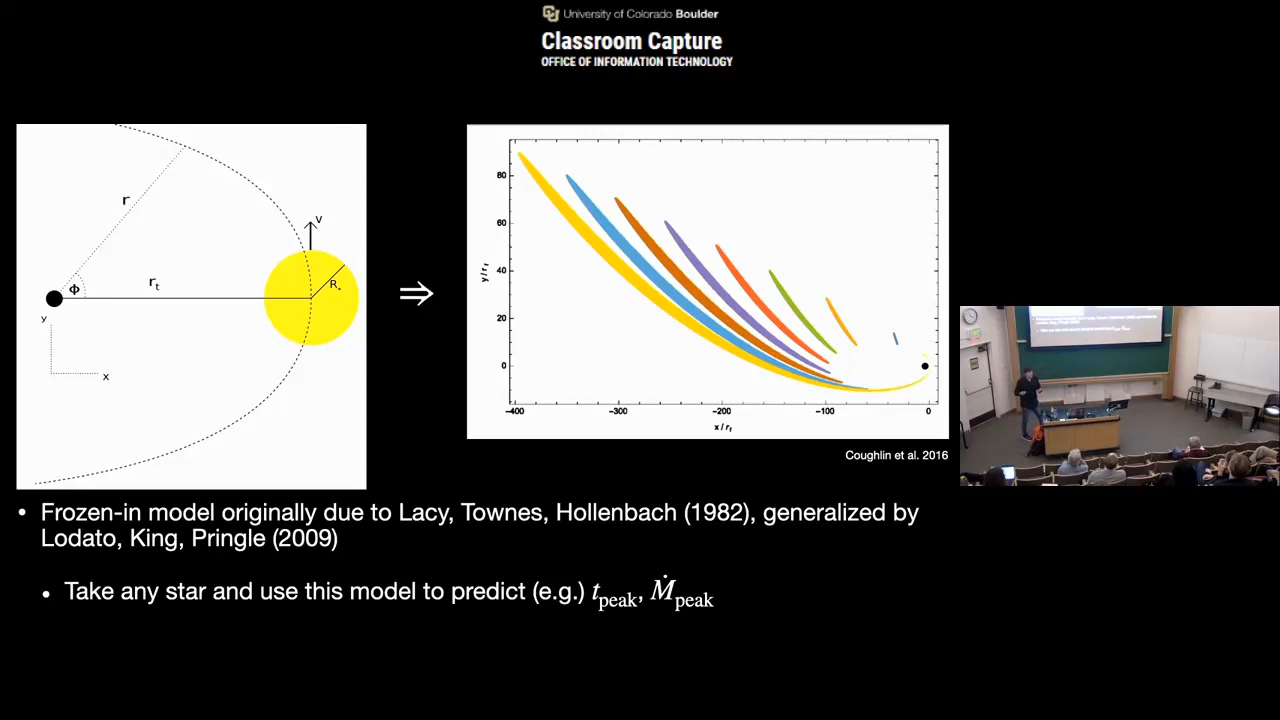 University of Colorado Boulder
Classroom Capture
OFFICE OF INFORMATION TECHNOLOGY
r
v
ϕ
r_t
R_*
y
x
⇒
80
60
40
20
0
y/r_t
−400
−300
−200
−100
0
x/r_t
Coughlin et al. 2016
• Frozen-in model originally due to Lacy, Townes, Hollenbach (1982), generalized by
Lodato, King, Pringle (2009)
• Take any star and use this model to predict (e.g.) t_peak, Ṁ_peak